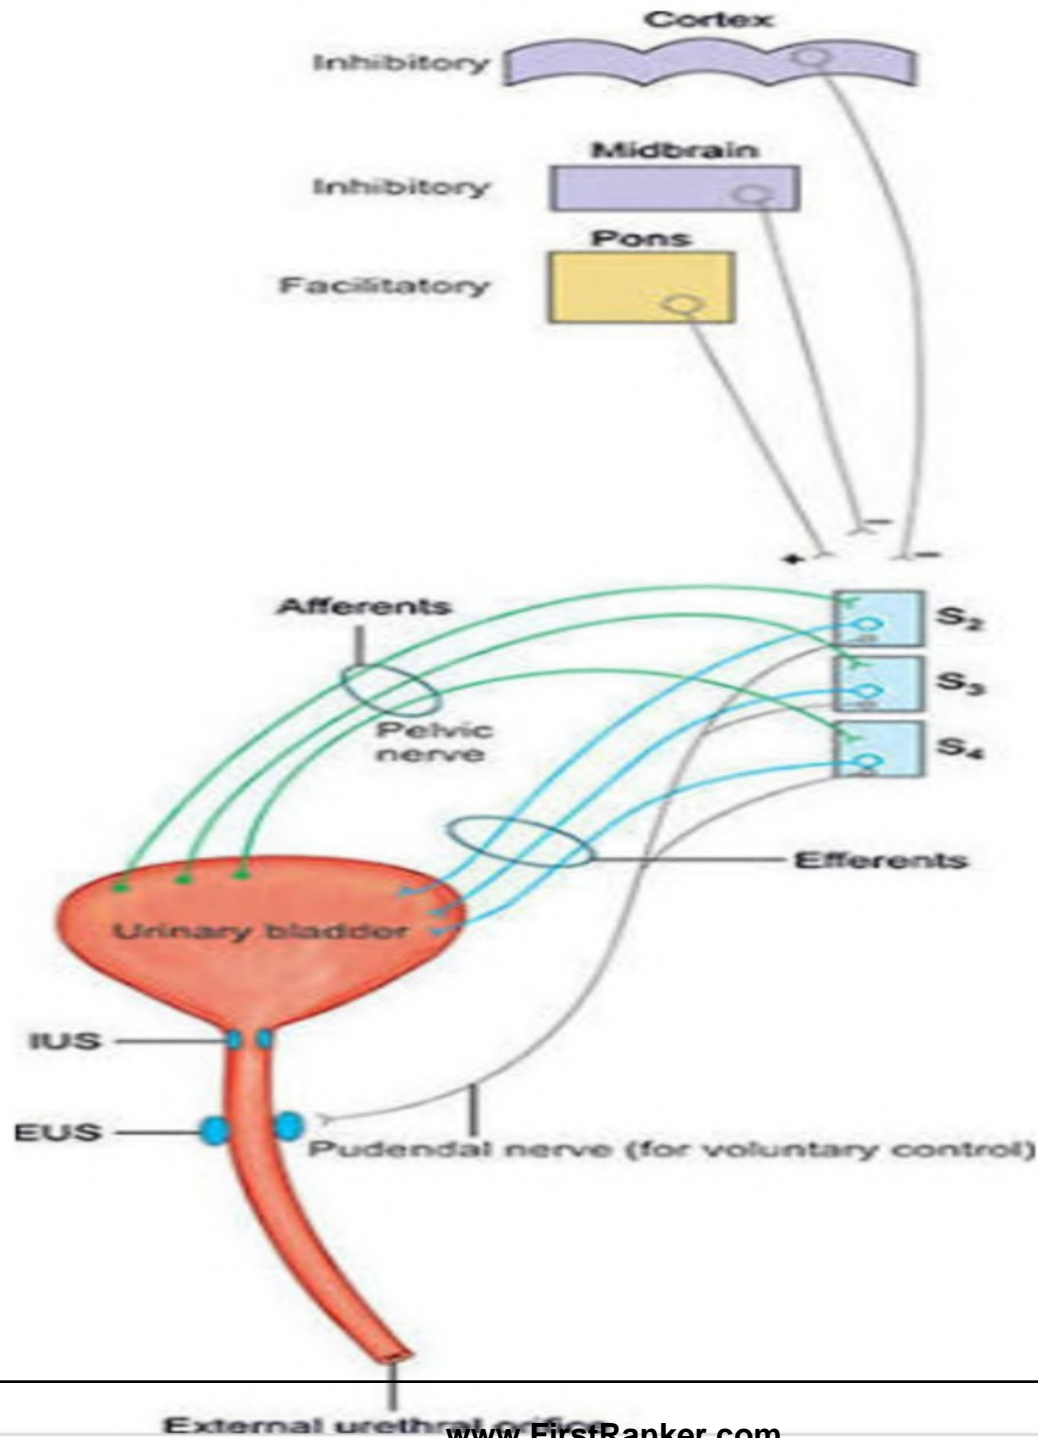 Cortex
Inhibitory
Midbrain
Inhibitory
Pons
Facilitatory
−
+
−
Afferents
S2
S3
Pelvic
nerve
S4
Efferents
Urinary bladder
IUS
EUS
Pudendal nerve (for voluntary control)
External urethral orifice
www.FirstRanker.com